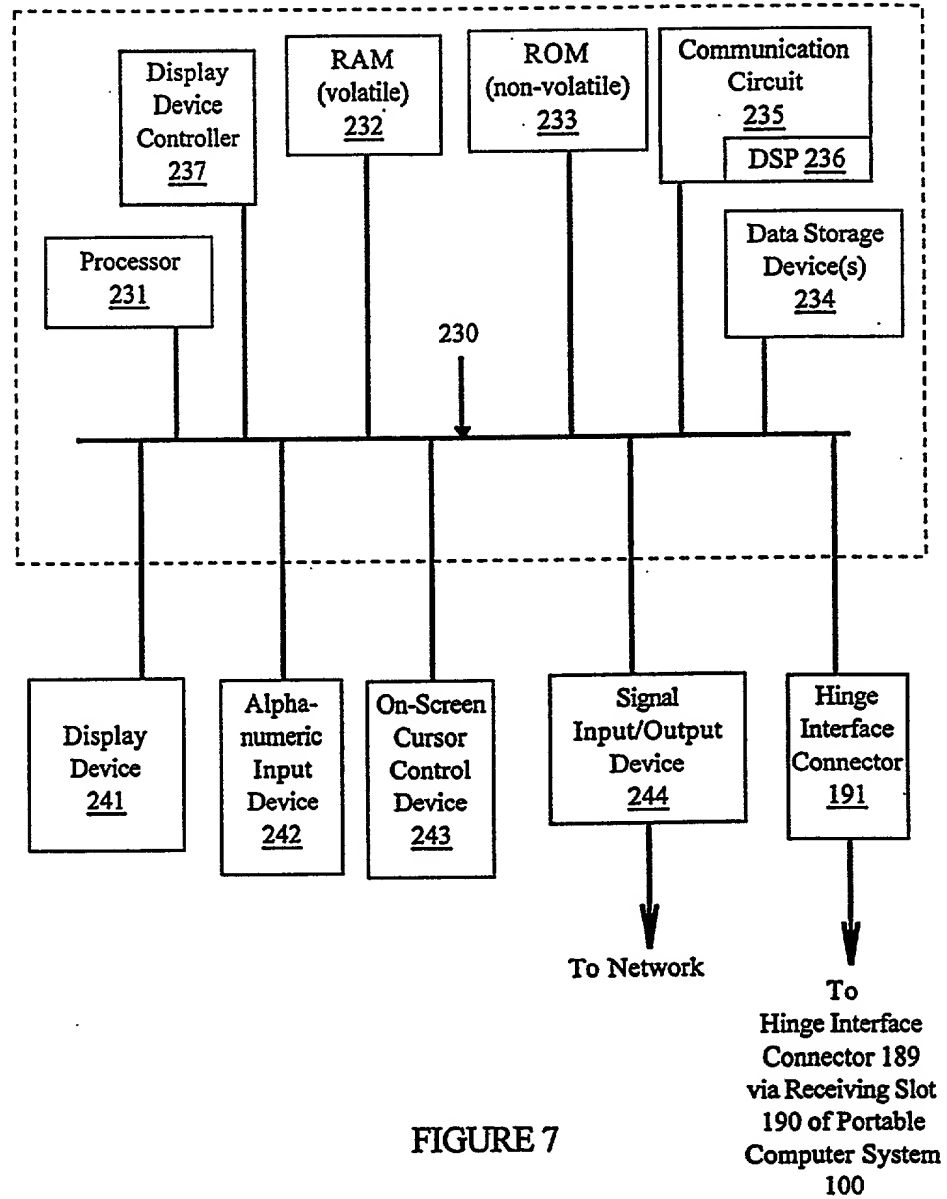 Display
Device
Controller
237
RAM
(volatile)
232
ROM
(non-volatile)
233
Communication
Circuit
235
DSP 236
Processor
231
Data Storage
Device(s)
234
230
Display
Device
241
Alpha-
numeric
Input
Device
242
On-Screen
Cursor
Control
Device
243
Signal
Input/Output
Device
244
Hinge
Interface
Connector
191
To Network
To
Hinge Interface
Connector 189
via Receiving Slot
190 of Portable
Computer System
100
FIGURE 7